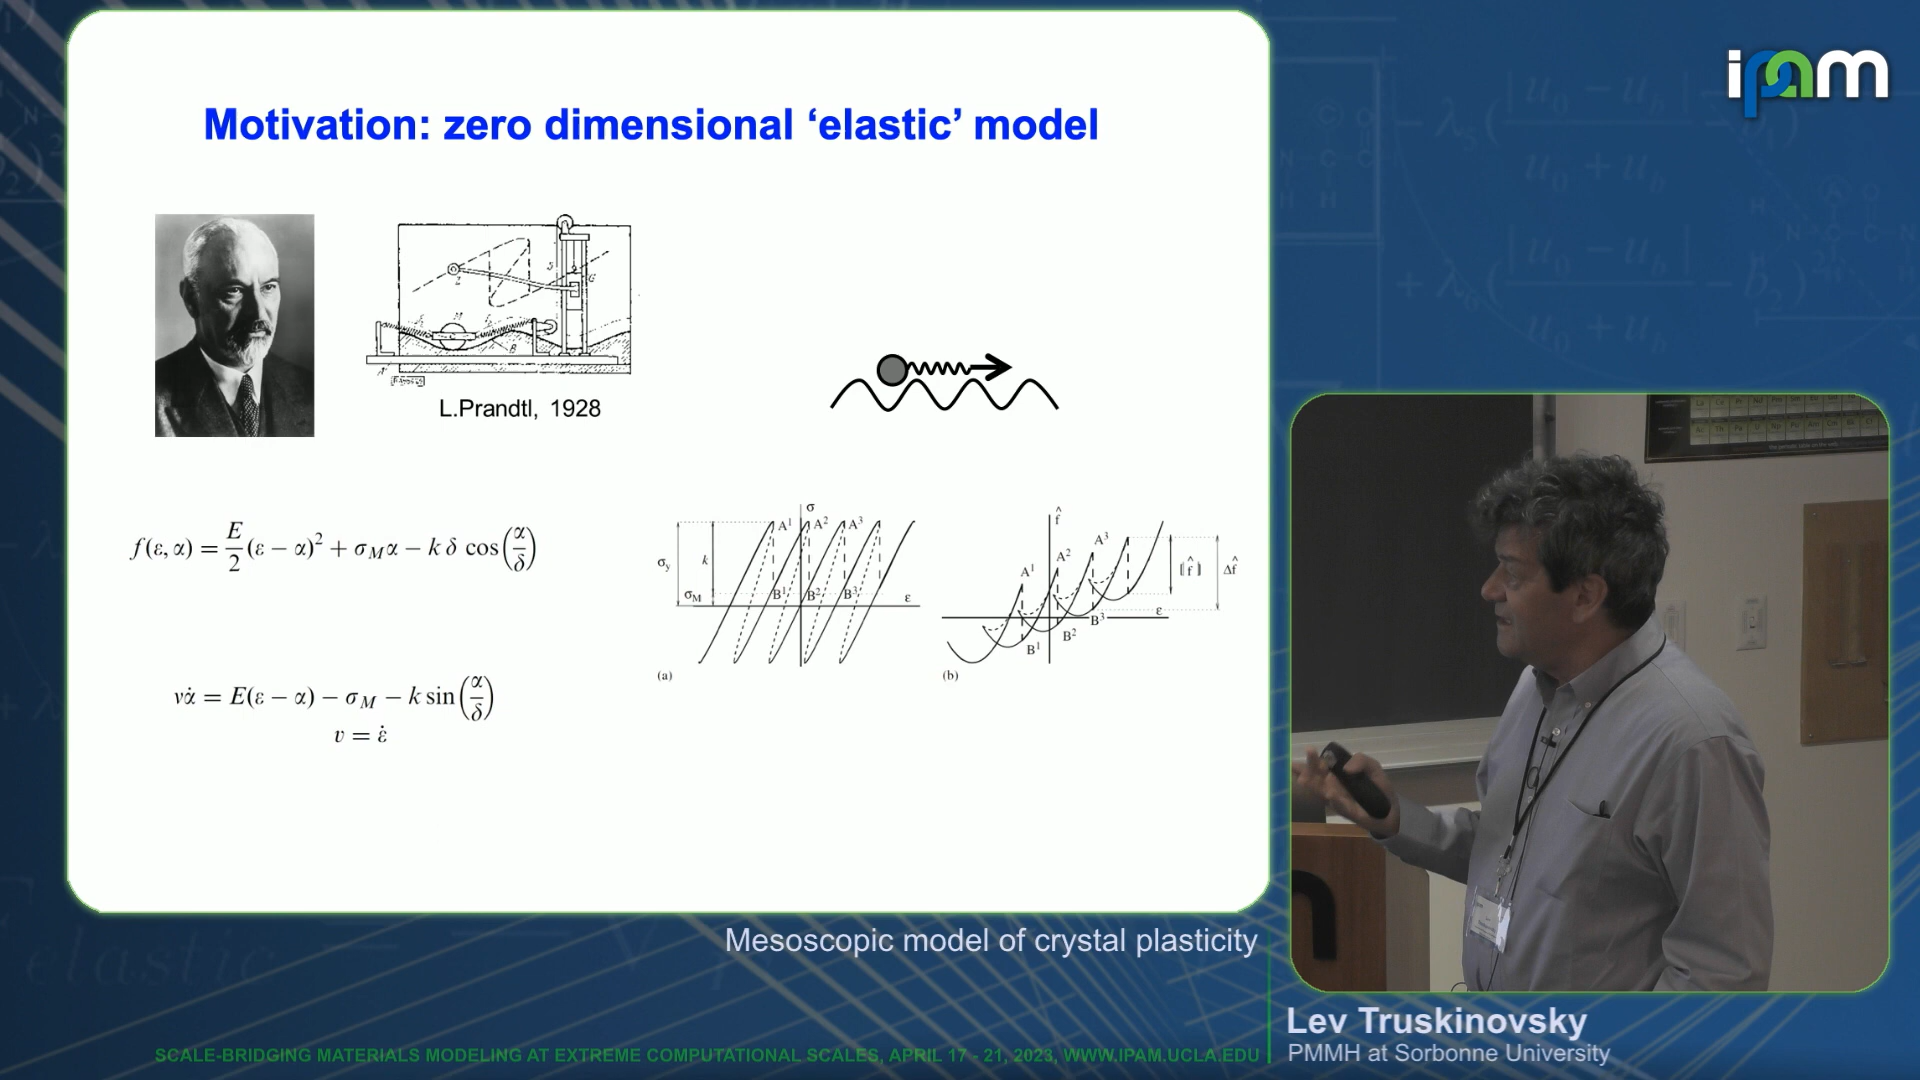 ipam
Motivation: zero dimensional ‘elastic’ model
L.Prandtl, 1928
f(ε, α) = E/2 (ε − α)² + σ_M α − k δ cos(α/δ)
να̇ = E(ε − α) − σ_M − k sin(α/δ)
v = ε̇
σ
A¹ A² A³
σ_y k
σ_M B¹ B² B³ ε
(a)
f̂
A¹ A² A³
[| f̂ |] Δf̂
ε
B¹ B² B³
(b)
Mesoscopic model of crystal plasticity
Lev Truskinovsky
PMMH at Sorbonne University
SCALE-BRIDGING MATERIALS MODELING AT EXTREME COMPUTATIONAL SCALES, APRIL 17 - 21, 2023, WWW.IPAM.UCLA.EDU
elastic